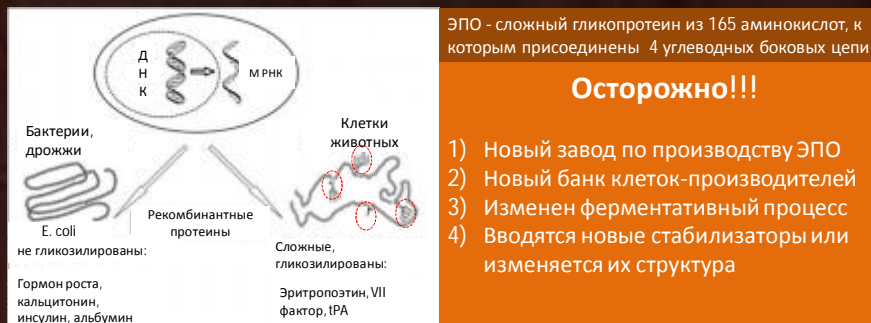 Д
Н
К
М РНК
Бактерии,
дрожжи
Клетки
животных
Рекомбинантные
протеины
E. coli
не гликозилированы:
Гормон роста,
кальцитонин,
инсулин, альбумин
Сложные,
гликозилированы:
Эритропоэтин, VII
фактор, tPA
ЭПО - сложный гликопротеин из 165 аминокислот, к
которым присоединены 4 углеводных боковых цепи
Осторожно!!!
1) Новый завод по производству ЭПО
2) Новый банк клеток-производителей
3) Изменен ферментативный процесс
4) Вводятся новые стабилизаторы или
изменяется их структура